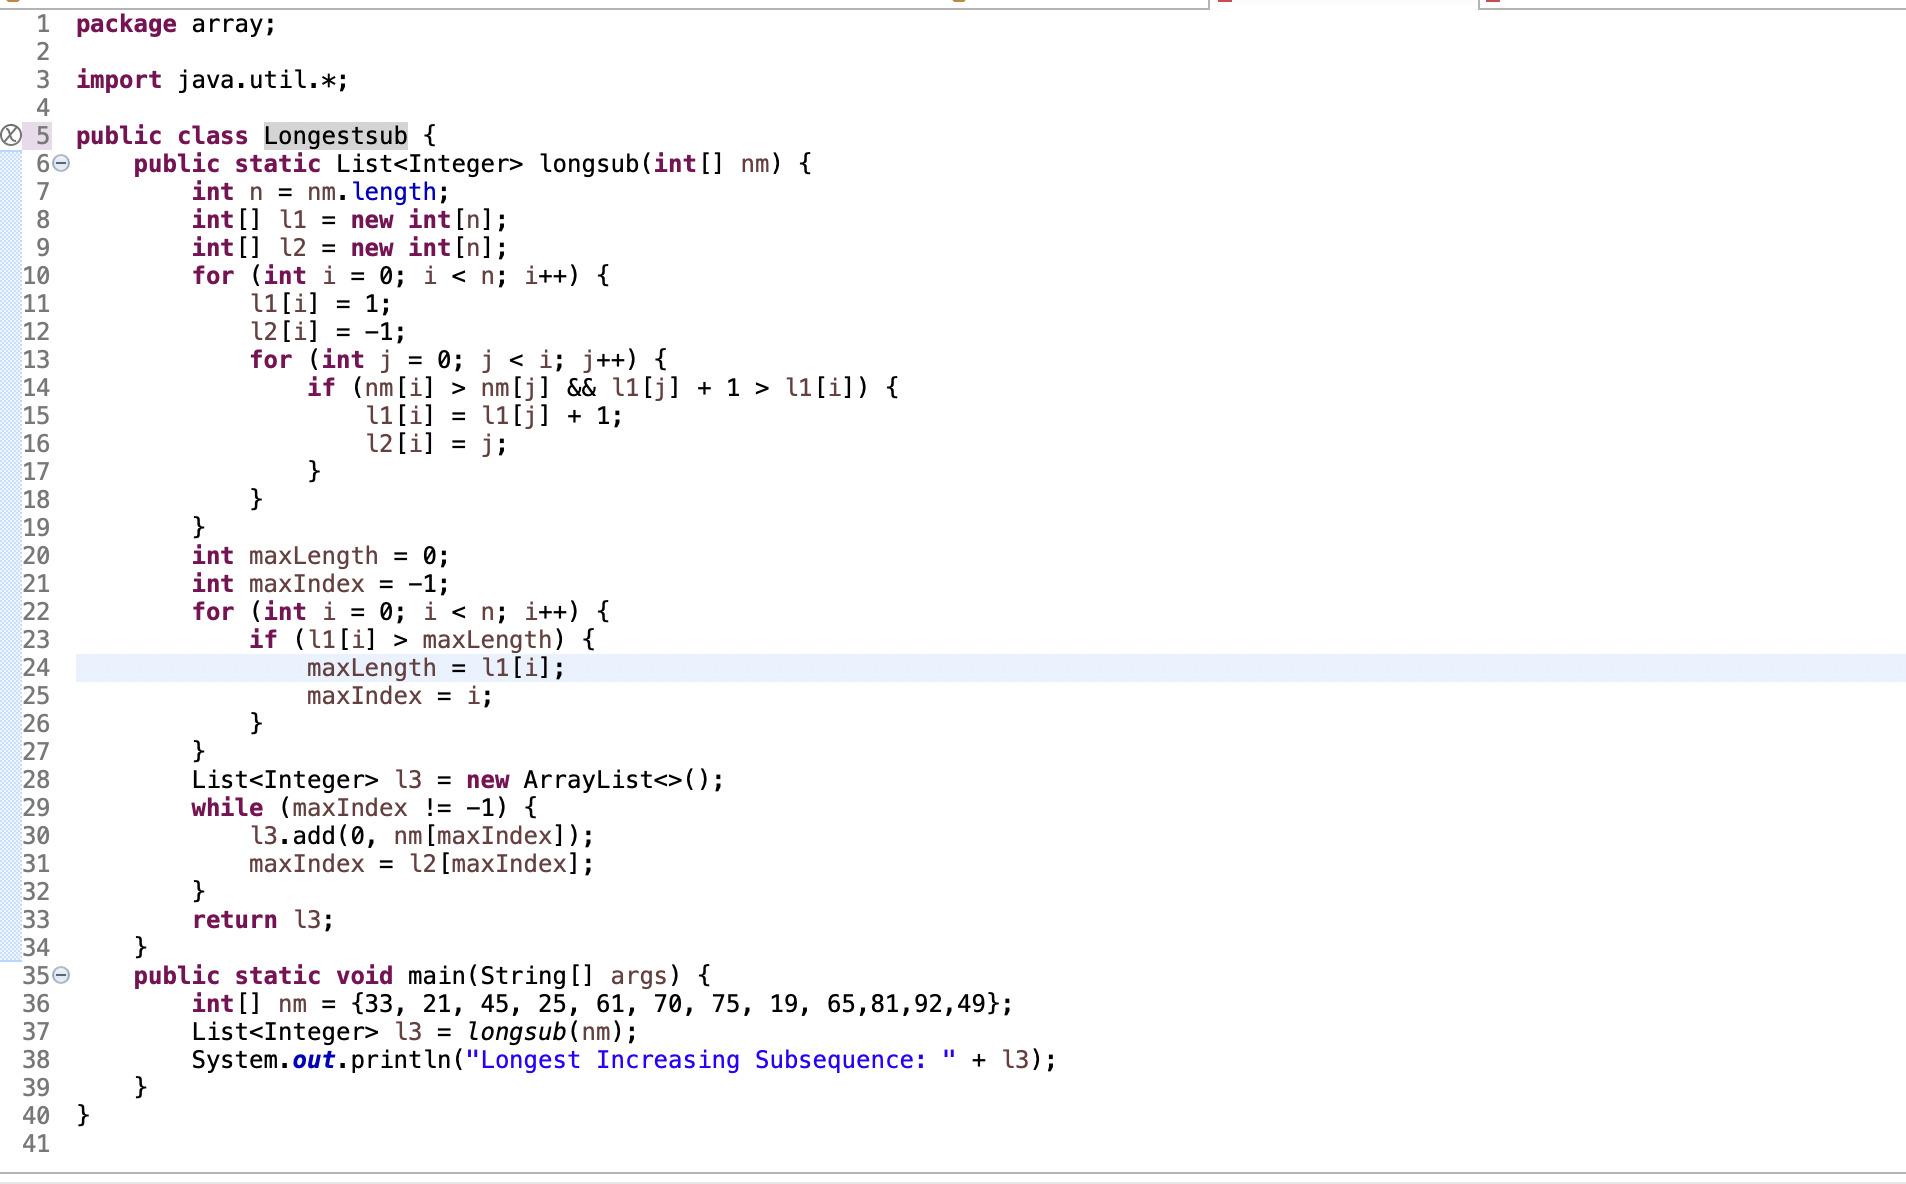 1 package array;
2
3 import java.util.*;
4
5 public class Longestsub {
6     public static List<Integer> longsub(int[] nm) {
7         int n = nm.length;
8         int[] l1 = new int[n];
9         int[] l2 = new int[n];
10         for (int i = 0; i < n; i++) {
11             l1[i] = 1;
12             l2[i] = -1;
13             for (int j = 0; j < i; j++) {
14                 if (nm[i] > nm[j] && l1[j] + 1 > l1[i]) {
15                     l1[i] = l1[j] + 1;
16                     l2[i] = j;
17                 }
18             }
19         }
20         int maxLength = 0;
21         int maxIndex = -1;
22         for (int i = 0; i < n; i++) {
23             if (l1[i] > maxLength) {
24                 maxLength = l1[i];
25                 maxIndex = i;
26             }
27         }
28         List<Integer> l3 = new ArrayList<>();
29         while (maxIndex != -1) {
30             l3.add(0, nm[maxIndex]);
31             maxIndex = l2[maxIndex];
32         }
33         return l3;
34     }
35     public static void main(String[] args) {
36         int[] nm = {33, 21, 45, 25, 61, 70, 75, 19, 65,81,92,49};
37         List<Integer> l3 = longsub(nm);
38         System.out.println("Longest Increasing Subsequence: " + l3);
39     }
40 }
41